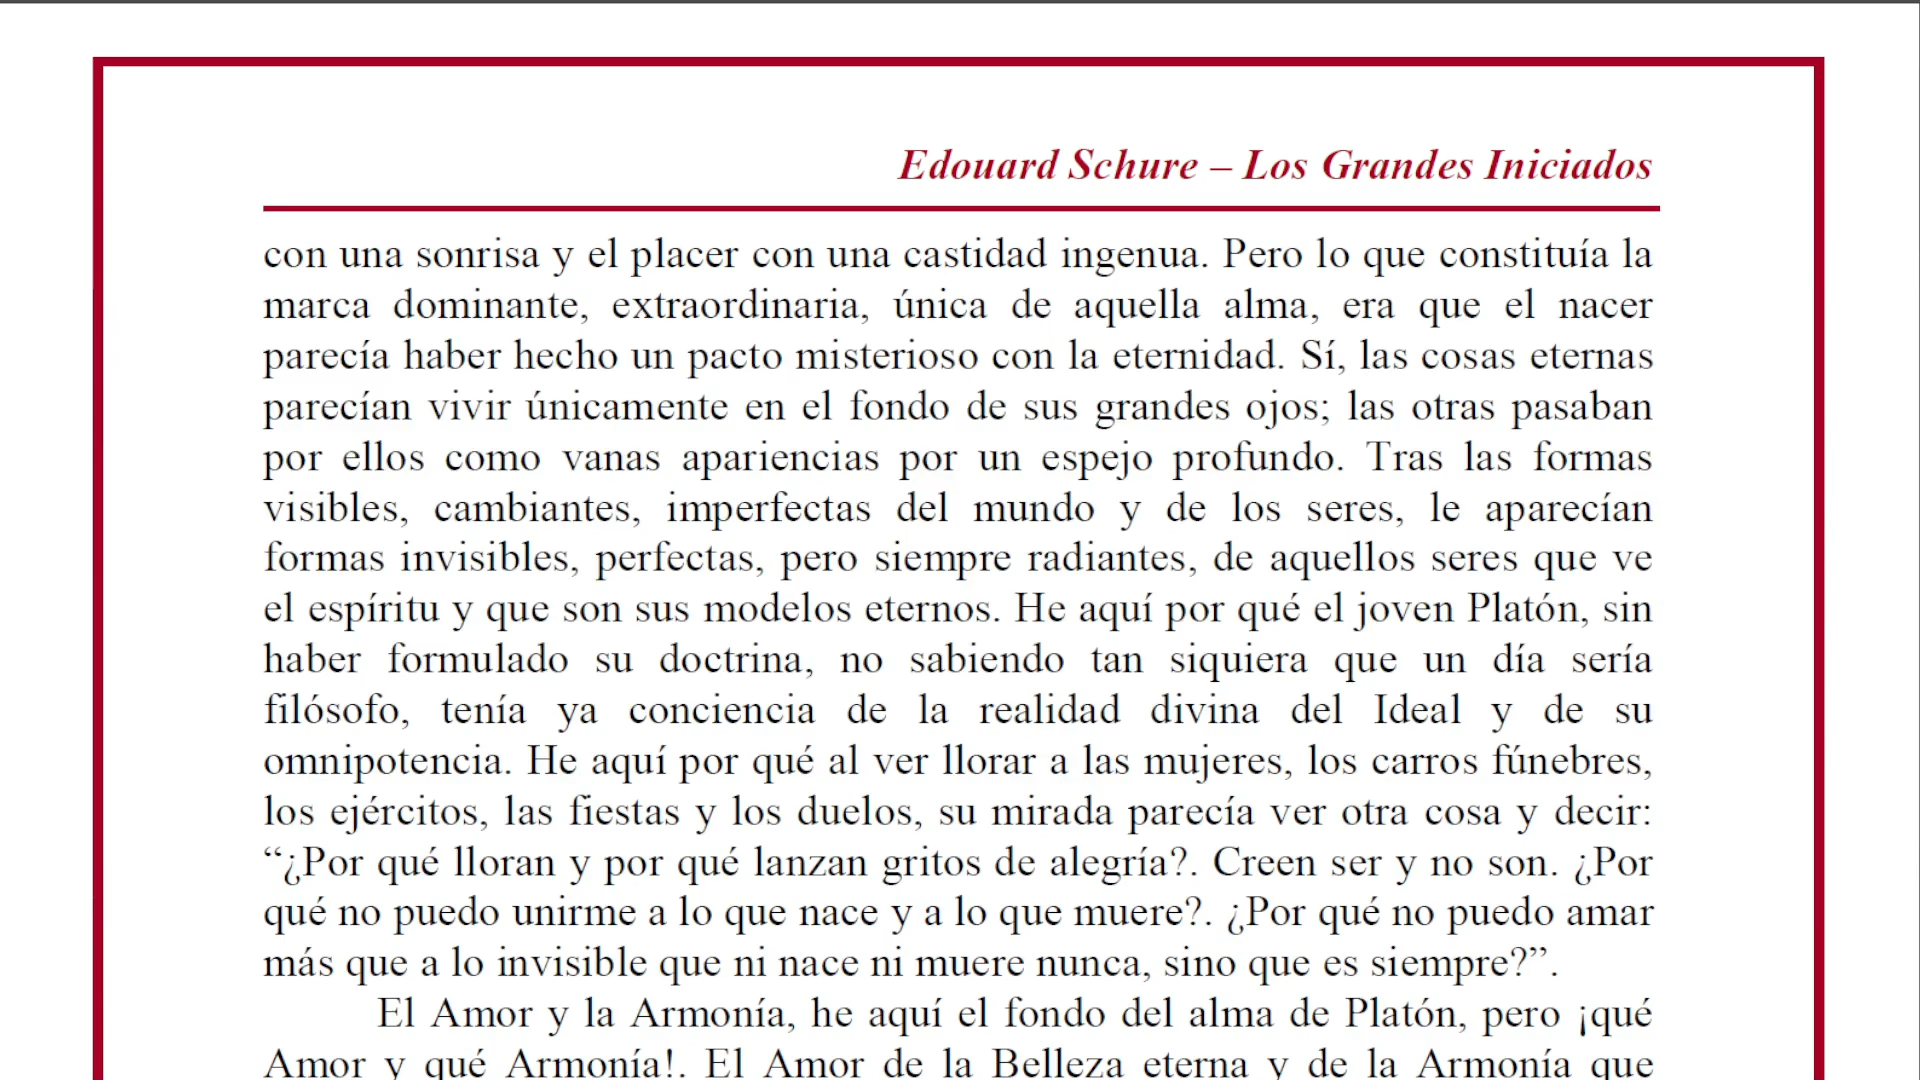 Edouard Schure – Los Grandes Iniciados
con una sonrisa y el placer con una castidad ingenua. Pero lo que constituía la
marca dominante, extraordinaria, única de aquella alma, era que el nacer
parecía haber hecho un pacto misterioso con la eternidad. Sí, las cosas eternas
parecían vivir únicamente en el fondo de sus grandes ojos; las otras pasaban
por ellos como vanas apariencias por un espejo profundo. Tras las formas
visibles, cambiantes, imperfectas del mundo y de los seres, le aparecían
formas invisibles, perfectas, pero siempre radiantes, de aquellos seres que ve
el espíritu y que son sus modelos eternos. He aquí por qué el joven Platón, sin
haber formulado su doctrina, no sabiendo tan siquiera que un día sería
filósofo, tenía ya conciencia de la realidad divina del Ideal y de su
omnipotencia. He aquí por qué al ver llorar a las mujeres, los carros fúnebres,
los ejércitos, las fiestas y los duelos, su mirada parecía ver otra cosa y decir:
“¿Por qué lloran y por qué lanzan gritos de alegría?. Creen ser y no son. ¿Por
qué no puedo unirme a lo que nace y a lo que muere?. ¿Por qué no puedo amar
más que a lo invisible que ni nace ni muere nunca, sino que es siempre?”.
El Amor y la Armonía, he aquí el fondo del alma de Platón, pero ¡qué
Amor y qué Armonía!. El Amor de la Belleza eterna y de la Armonía que